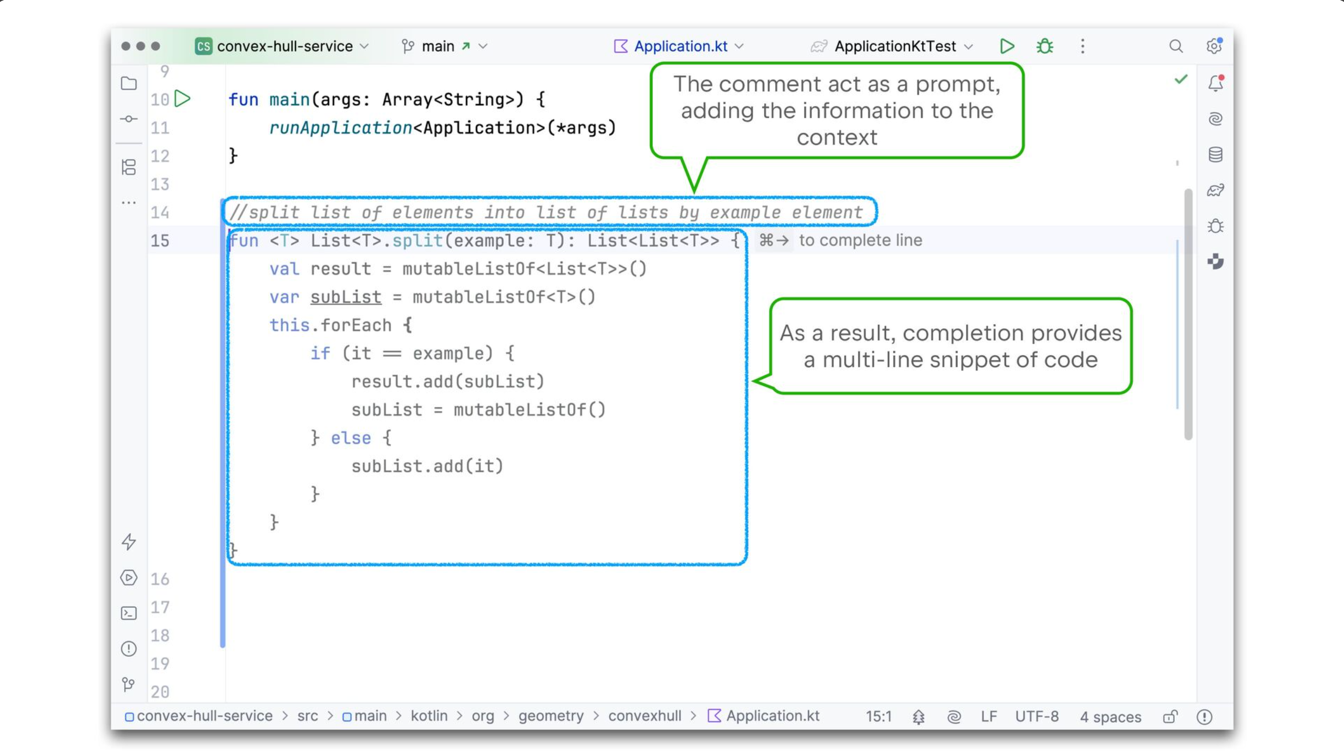 CS convex-hull-service main Application.kt ApplicationKtTest
9
10 fun main(args: Array<String>) {
11 runApplication<Application>(*args)
12 }
13
14 //split list of elements into list of lists by example element
15 fun <T> List<T>.split(example: T): List<List<T>> { ⌘→ to complete line
val result = mutableListOf<List<T>>()
var subList = mutableListOf<T>()
this.forEach {
if (it == example) {
result.add(subList)
subList = mutableListOf()
} else {
subList.add(it)
}
}
}
16
17
18
19
20
The comment act as a prompt,
adding the information to the
context
As a result, completion provides
a multi-line snippet of code
convex-hull-service > src > main > kotlin > org > geometry > convexhull > Application.kt 15:1 LF UTF-8 4 spaces